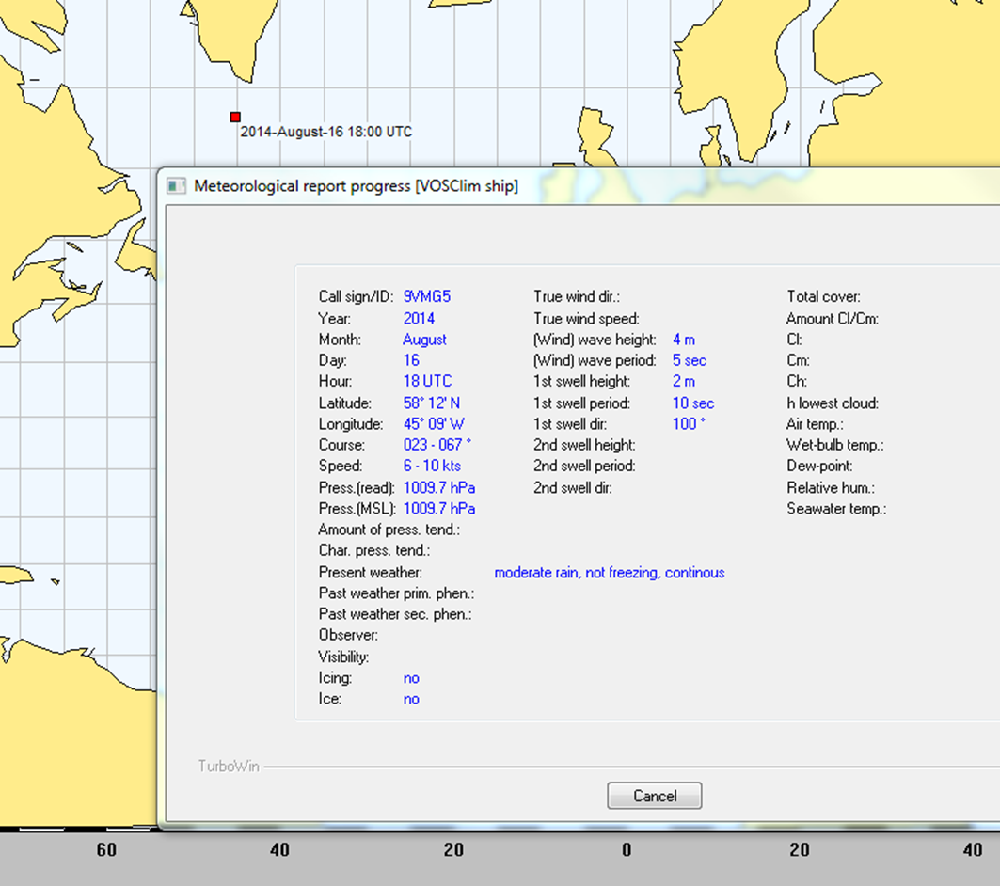 2014-August-16 18:00 UTC
Meteorological report progress [VOSClim ship]
Call sign/ID: 9VMG5
Year: 2014
Month: August
Day: 16
Hour: 18 UTC
Latitude: 58° 12' N
Longitude: 45° 09' W
Course: 023 - 067 °
Speed: 6 - 10 kts
Press.(read): 1009.7 hPa
Press.(MSL): 1009.7 hPa
Amount of press. tend.:
Char. press. tend.:
Present weather: moderate rain, not freezing, continous
Past weather prim. phen.:
Past weather sec. phen.:
Observer:
Visibility:
Icing: no
Ice: no
True wind dir.:
True wind speed:
(Wind) wave height: 4 m
(Wind) wave period: 5 sec
1st swell height: 2 m
1st swell period: 10 sec
1st swell dir: 100 °
2nd swell height:
2nd swell period:
2nd swell dir:
Total cover:
Amount Cl/Cm:
Cl:
Cm:
Ch:
h lowest cloud:
Air temp.:
Wet-bulb temp.:
Dew-point:
Relative hum.:
Seawater temp.:
TurboWin
Cancel
60 40 20 0 20 40